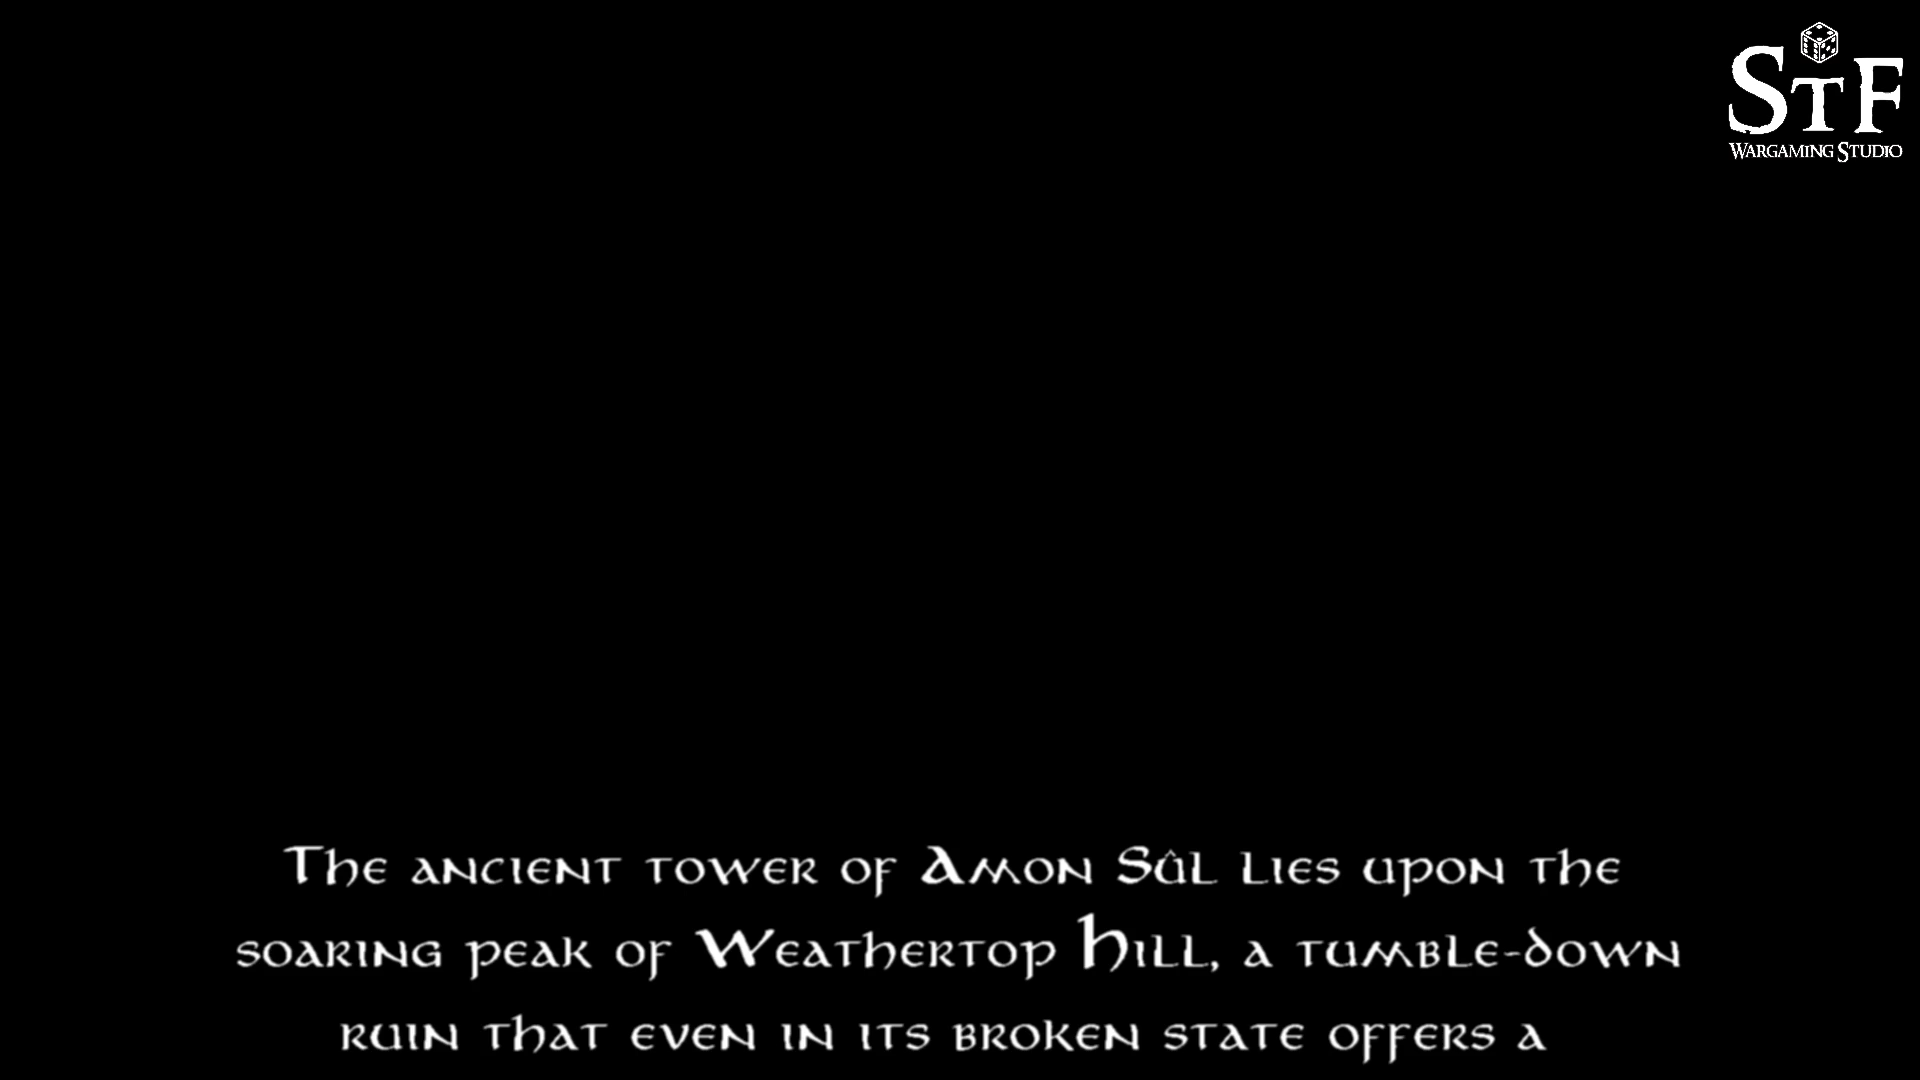 StF
Wargaming Studio
The ancient tower of Amon Sûl lies upon the
soaring peak of Weathertop Hill, a tumble-down
ruin that even in its broken state offers a